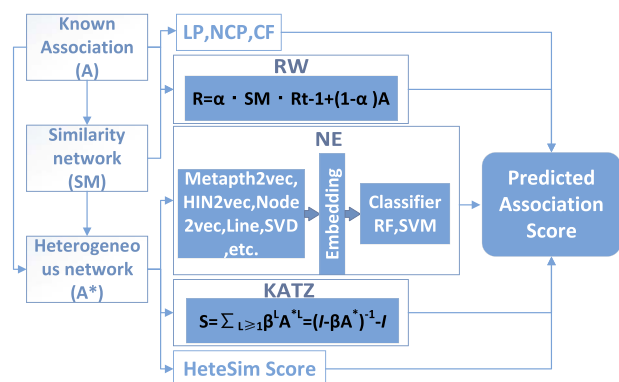 Known
Association
(A)
Similarity
network
(SM)
Heterogeneo
us network
(A*)
LP,NCP,CF
RW
R=α · SM · Rt-1+(1-α )A
NE
Metapth2vec,
HIN2vec,Node
2vec,Line,SVD
,etc.
Embedding
Classifier
RF,SVM
KATZ
S=∑ L≥1β^L A*^L=(I-βA*)^-1-I
HeteSim Score
Predicted
Association
Score